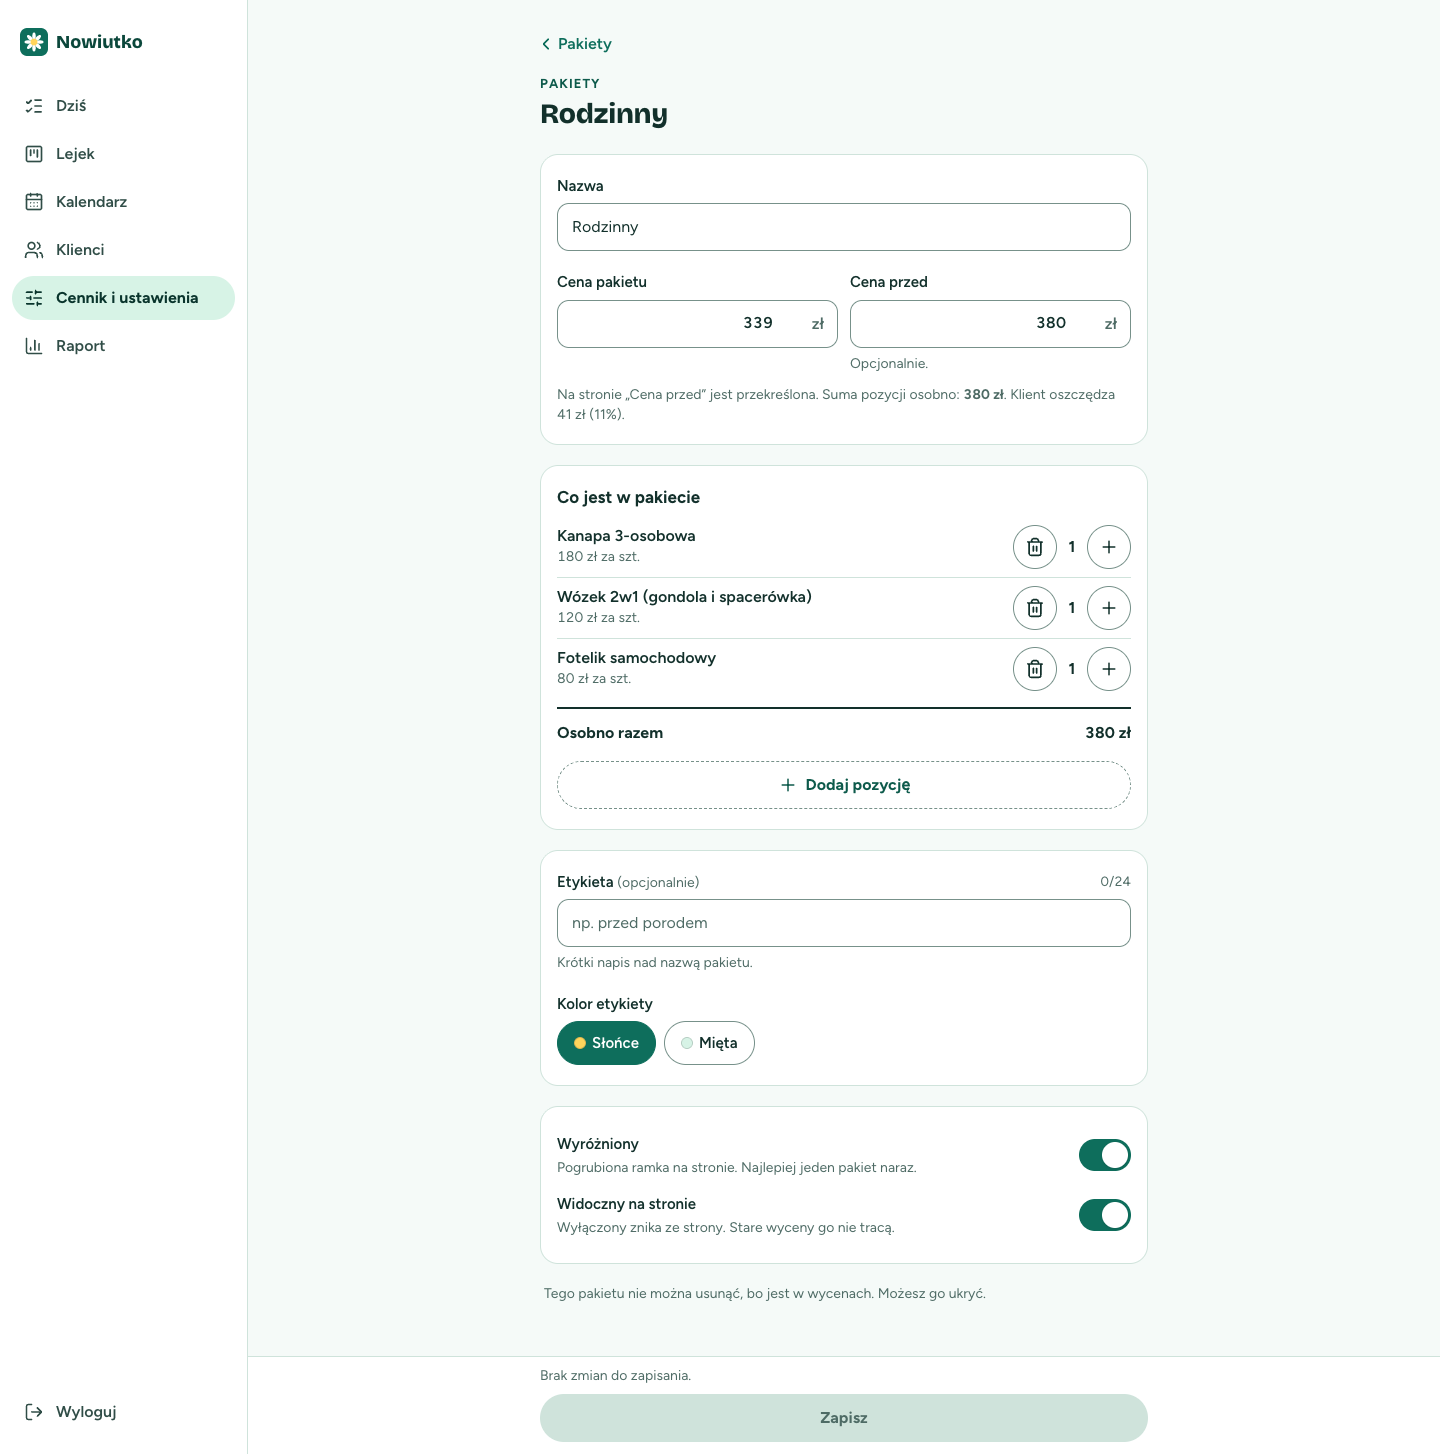 Nowiutko
Dziś
Lejek
Kalendarz
Klienci
Cennik i ustawienia
Raport
Wyloguj
Pakiety
PAKIETY
Rodzinny
Nazwa
Rodzinny
Cena pakietu
339 zł
Cena przed
380 zł
Opcjonalnie.
Na stronie „Cena przed” jest przekreślona. Suma pozycji osobno: 380 zł. Klient oszczędza
41 zł (11%).
Co jest w pakiecie
Kanapa 3-osobowa
180 zł za szt.
1
Wózek 2w1 (gondola i spacerówka)
120 zł za szt.
1
Fotelik samochodowy
80 zł za szt.
1
Osobno razem 380 zł
Dodaj pozycję
Etykieta (opcjonalnie) 0/24
np. przed porodem
Krótki napis nad nazwą pakietu.
Kolor etykiety
Słońce Mięta
Wyróżniony
Pogrubiona ramka na stronie. Najlepiej jeden pakiet naraz.
Widoczny na stronie
Wyłączony znika ze strony. Stare wyceny go nie tracą.
Tego pakietu nie można usunąć, bo jest w wycenach. Możesz go ukryć.
Brak zmian do zapisania.
Zapisz